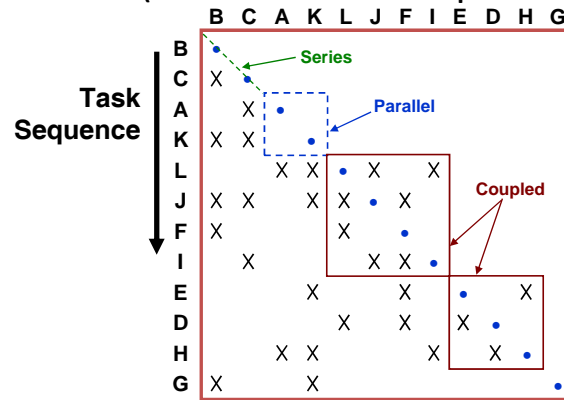 B C A K L J F I E D H G
B
C X
A X
K X X
L X X X X
J X X X X X
F X X
I X X X
E X X X
D X X X
H X X X X
G X X
Task
Sequence
Series
Parallel
Coupled